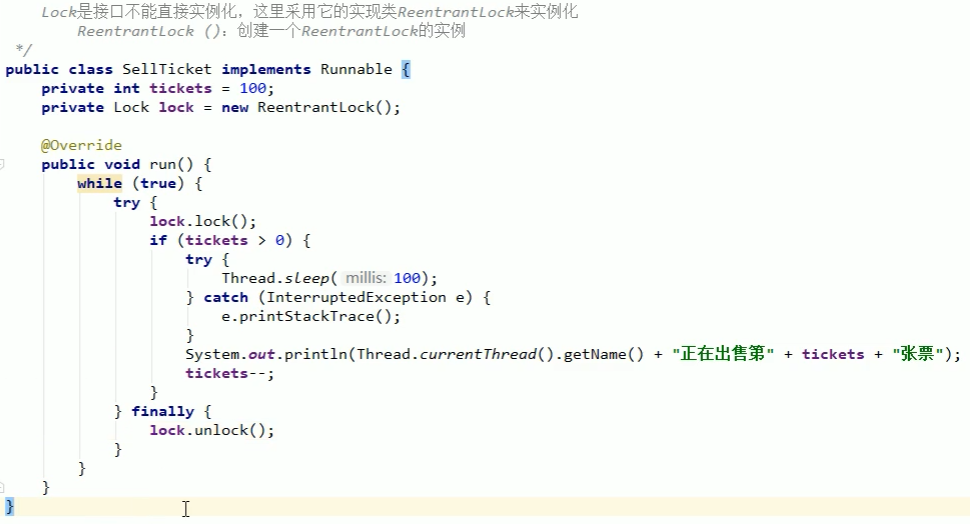 Lock是接口不能直接实例化，这里采用它的实现类ReentrantLock来实例化
ReentrantLock ()：创建一个ReentrantLock的实例
*/
public class SellTicket implements Runnable {
private int tickets = 100;
private Lock lock = new ReentrantLock();
@Override
public void run() {
while (true) {
try {
lock.lock();
if (tickets > 0) {
try {
Thread.sleep( millis: 100);
} catch (InterruptedException e) {
e.printStackTrace();
}
System.out.println(Thread.currentThread().getName() + "正在出售第" + tickets + "张票");
tickets--;
}
} finally {
lock.unlock();
}
}
}
}